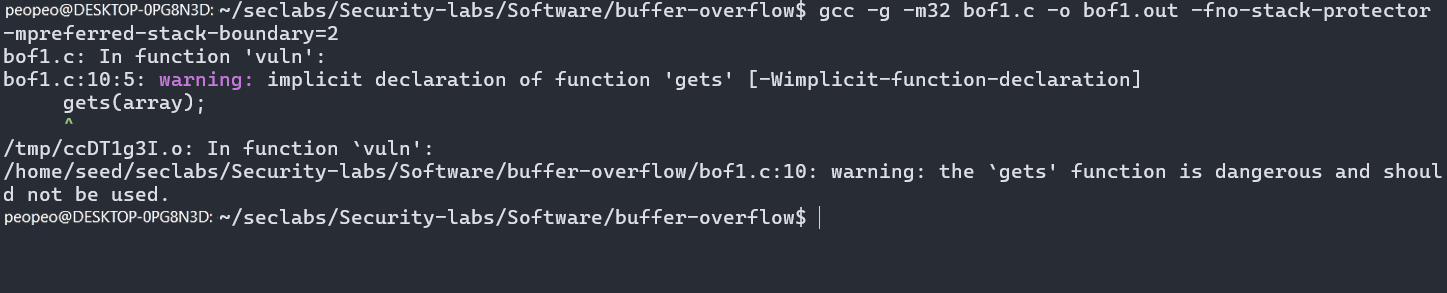 peopeo@DESKTOP-0PG8N3D: ~/seclabs/Security-labs/Software/buffer-overflow$ gcc -g -m32 bof1.c -o bof1.out -fno-stack-protector
-mpreferred-stack-boundary=2
bof1.c: In function 'vuln':
bof1.c:10:5: warning: implicit declaration of function 'gets' [-Wimplicit-function-declaration]
     gets(array);
     ^
/tmp/ccDT1g3I.o: In function `vuln':
/home/seed/seclabs/Security-labs/Software/buffer-overflow/bof1.c:10: warning: the `gets' function is dangerous and shoul
d not be used.
peopeo@DESKTOP-0PG8N3D: ~/seclabs/Security-labs/Software/buffer-overflow$